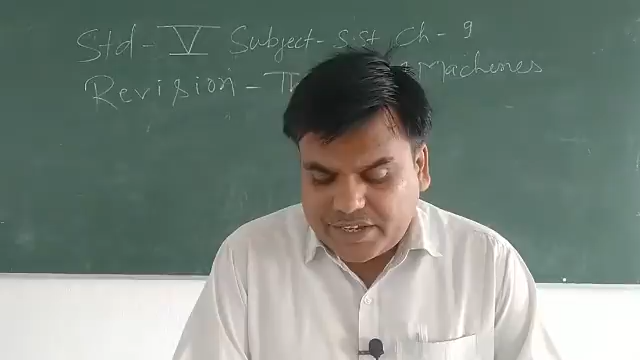 Std - V Subject - S.St Ch - 9
Revision - Machines